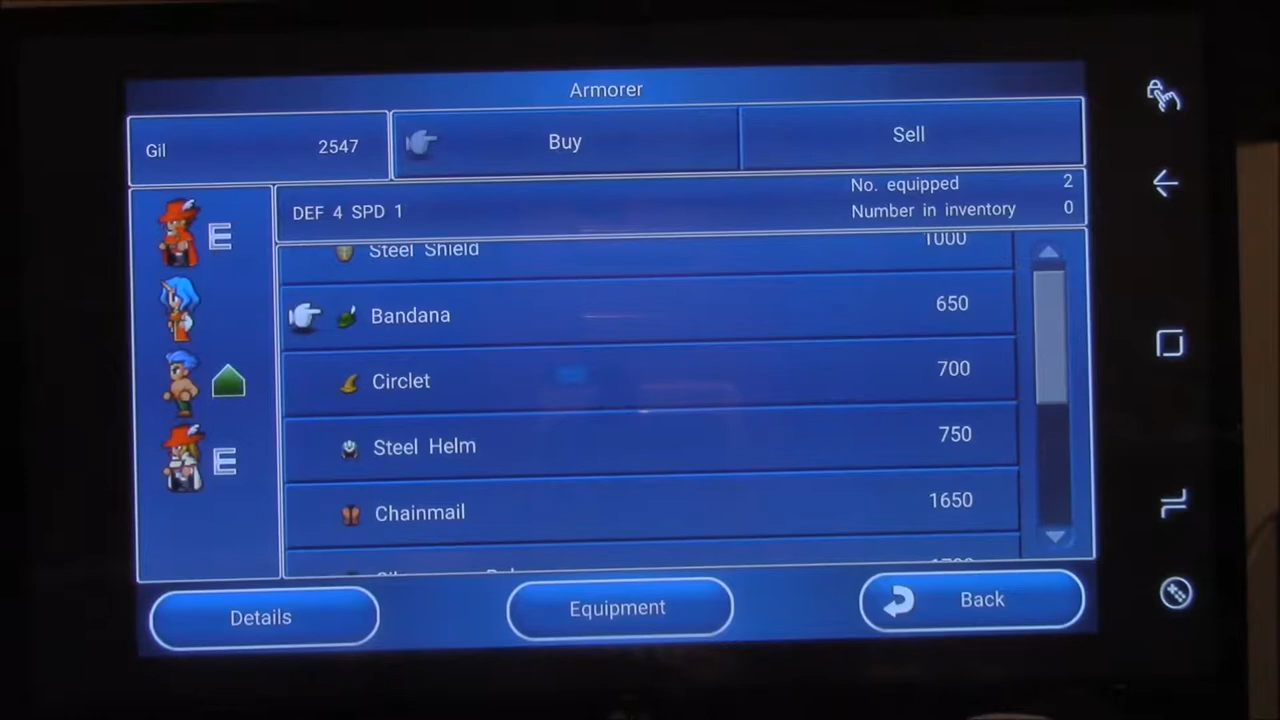 Armorer
Gil 2547
Buy
Sell
DEF 4 SPD 1
No. equipped 2
Number in inventory 0
E
Steel Shield 1000
Bandana 650
Circlet 700
Steel Helm 750
E
Chainmail 1650
Details
Equipment
Back